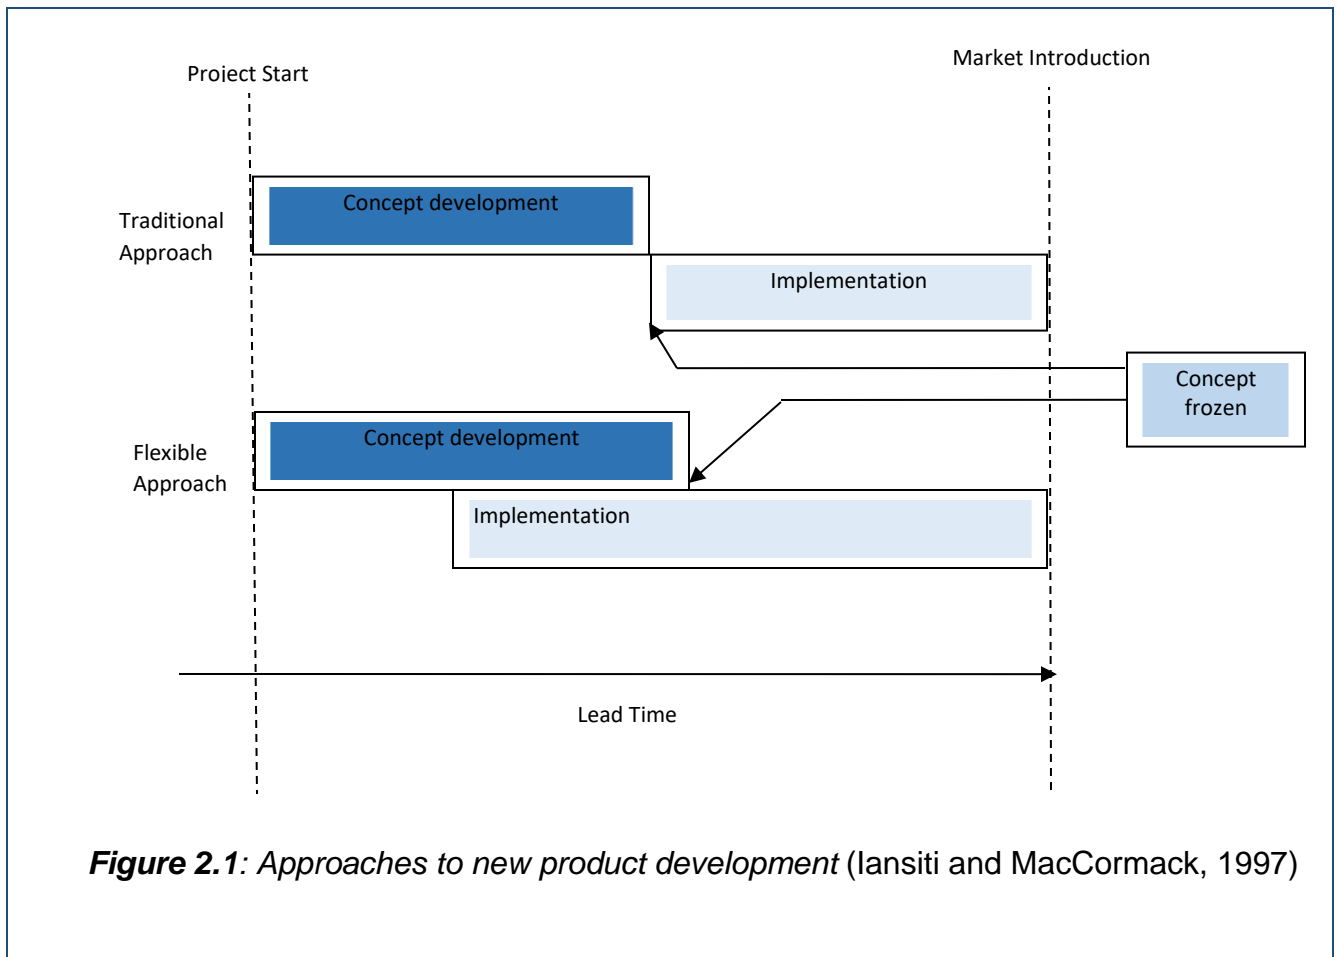 Project Start
Market Introduction
Traditional
Approach
Concept development
Implementation
Concept
frozen
Flexible
Approach
Concept development
Implementation
Lead Time
Figure 2.1: Approaches to new product development (Iansiti and MacCormack, 1997)